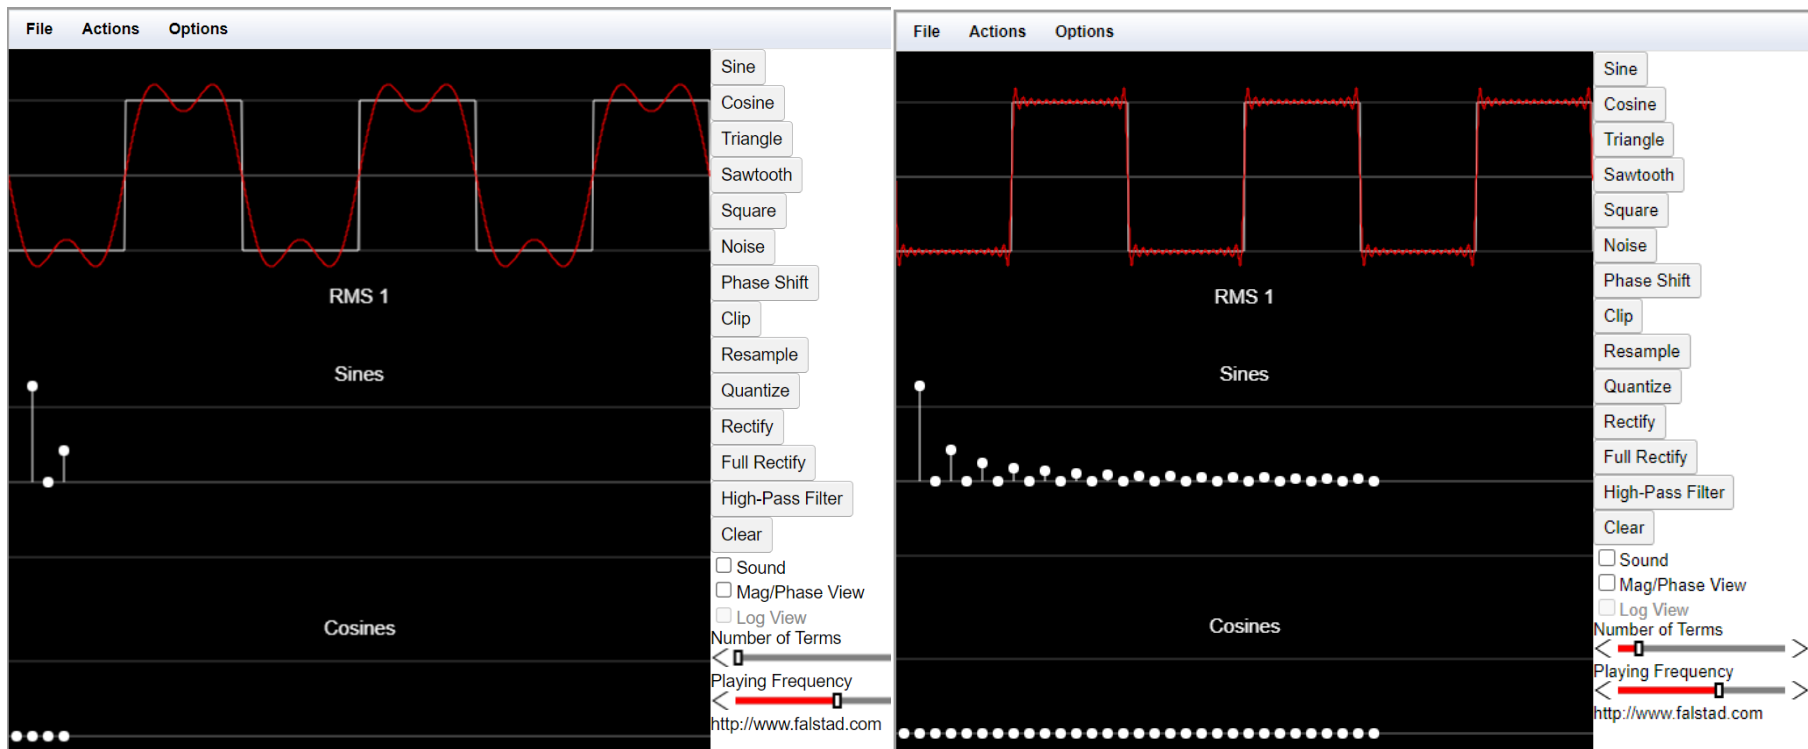 File Actions Options
Sine
Cosine
Triangle
Sawtooth
Square
Noise
Phase Shift
Clip
Resample
Quantize
Rectify
Full Rectify
High-Pass Filter
Clear
Sound
Mag/Phase View
Log View
Number of Terms
Playing Frequency
http://www.falstad.com
RMS 1
Sines
Cosines
File Actions Options
Sine
Cosine
Triangle
Sawtooth
Square
Noise
Phase Shift
Clip
Resample
Quantize
Rectify
Full Rectify
High-Pass Filter
Clear
Sound
Mag/Phase View
Log View
Number of Terms
Playing Frequency
http://www.falstad.com
RMS 1
Sines
Cosines